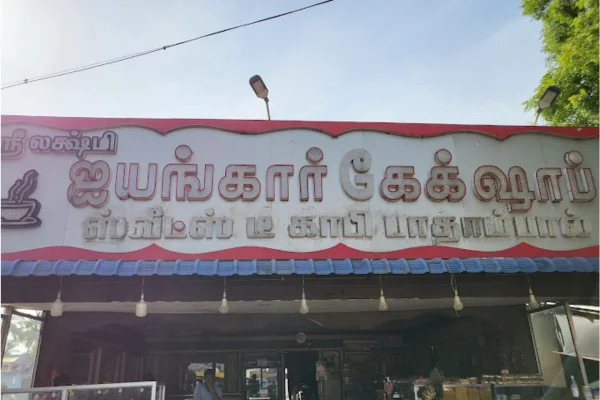 ஸ்ரீ லக்ஷ்மி
ஐயங்கார் கேக்ஷாப்
ஸ்வீட்ஸ் டீ காபி பாதாம் பால்